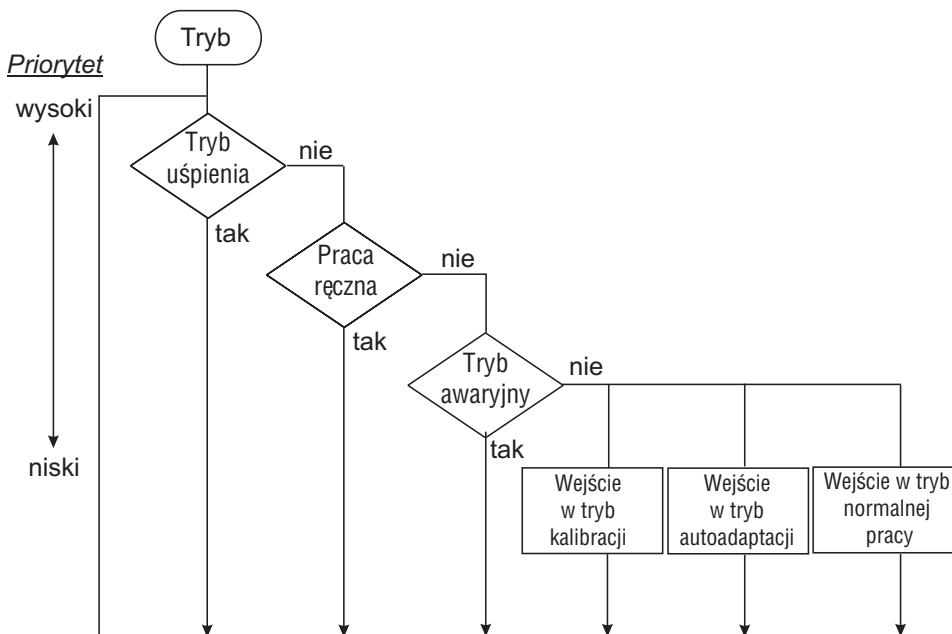 Tryb
Priorytet
wysoki
Tryb
uśpienia
nie
tak
Praca
ręczna
nie
tak
Tryb
awaryjny
nie
tak
niski
Wejście
w tryb
kalibracji
Wejście
w tryb
autoadaptacji
Wejście w tryb
normalnej
pracy